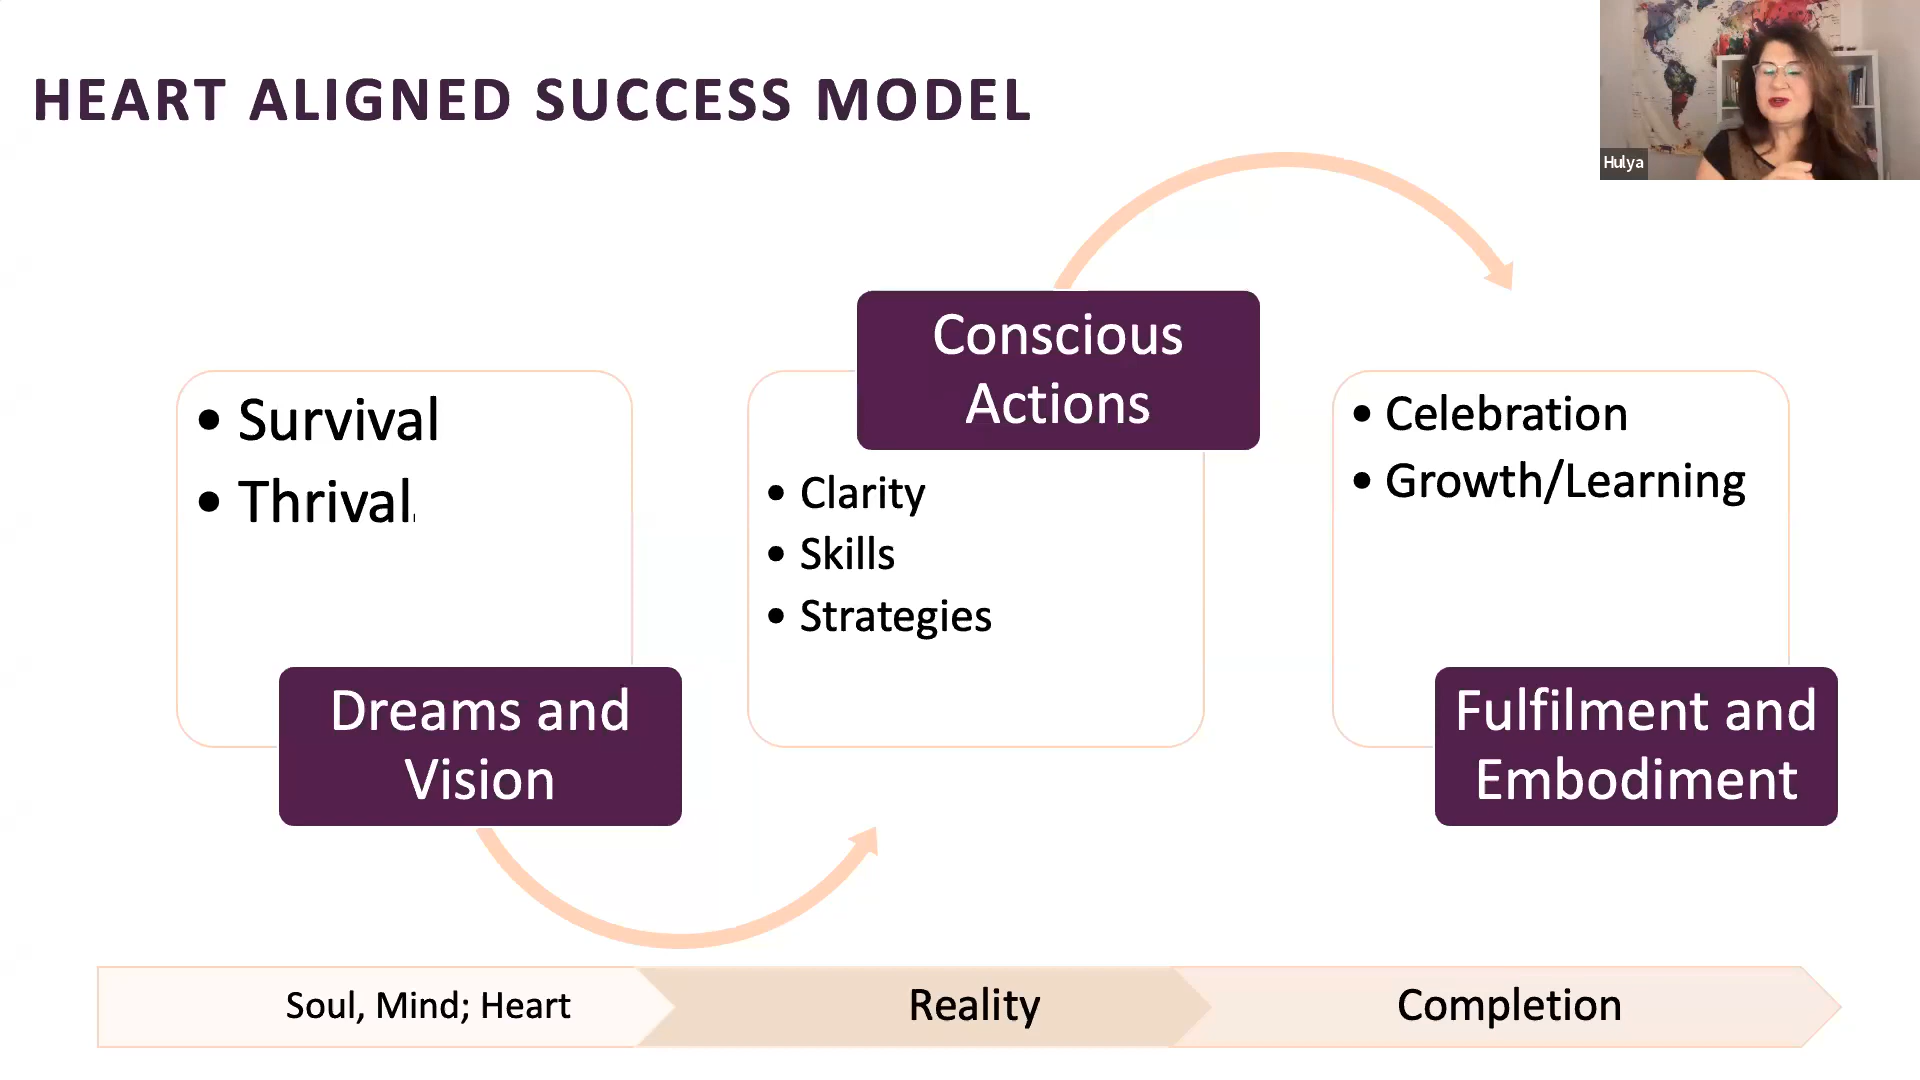 HEART ALIGNED SUCCESS MODEL
Hulya
• Survival
• Thrival
Dreams and
Vision
Conscious
Actions
• Clarity
• Skills
• Strategies
• Celebration
• Growth/Learning
Fulfilment and
Embodiment
Soul, Mind; Heart
Reality
Completion